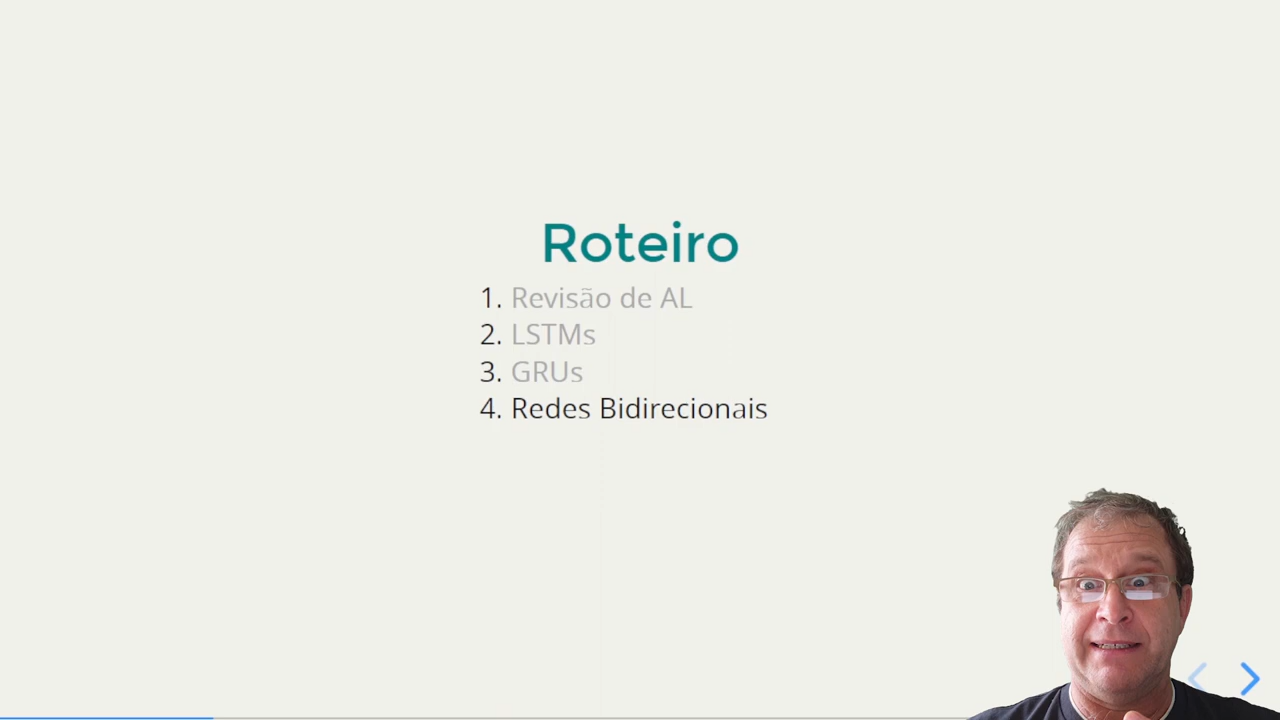 Roteiro
1. Revisão de AL
2. LSTMs
3. GRUs
4. Redes Bidirecionais